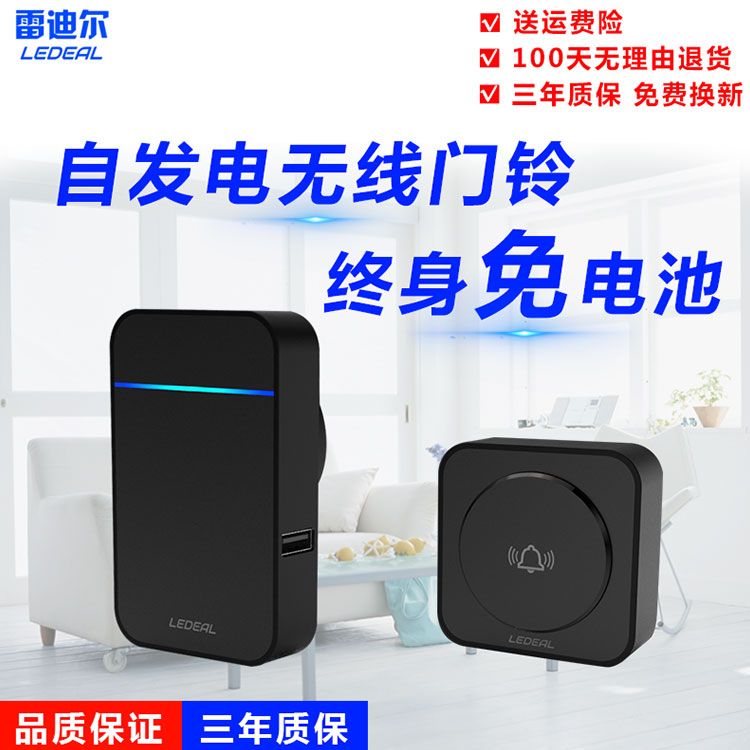 雷迪尔
LEDEAL
送运费险
100天无理由退货
三年质保 免费换新
自发电无线门铃
终身免电池
LEDEAL
LEDEAL
品质保证
三年质保